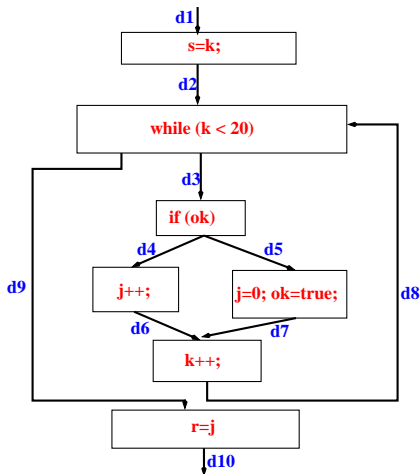 d1
s=k;
d2
while (k < 20)
d3
if (ok)
d4
d5
d9
j++;
j=0; ok=true;
d8
d6
d7
k++;
r=j
d10